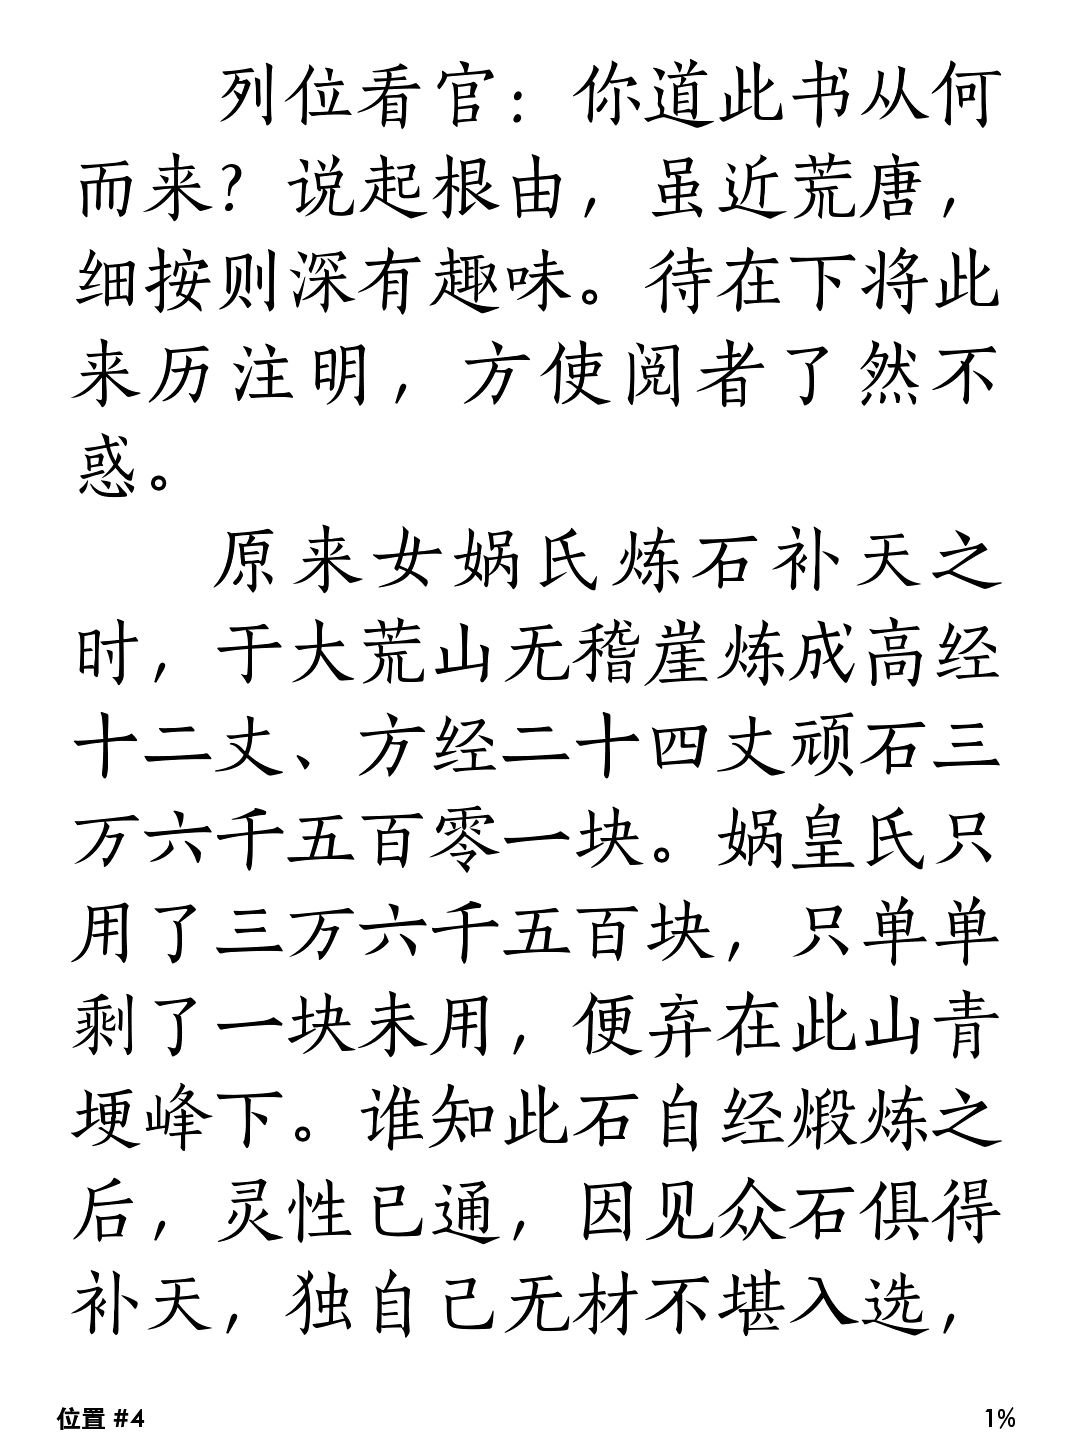 列位看官：你道此书从何
而来？说起根由，虽近荒唐，
细按则深有趣味。待在下将此
来历注明，方使阅者了然不
惑。
原来女娲氏炼石补天之
时，于大荒山无稽崖炼成高经
十二丈、方经二十四丈顽石三
万六千五百零一块。娲皇氏只
用了三万六千五百块，只单单
剩了一块未用，便弃在此山青
埂峰下。谁知此石自经煅炼之
后，灵性已通，因见众石俱得
补天，独自己无材不堪入选，
位置 #4
1%